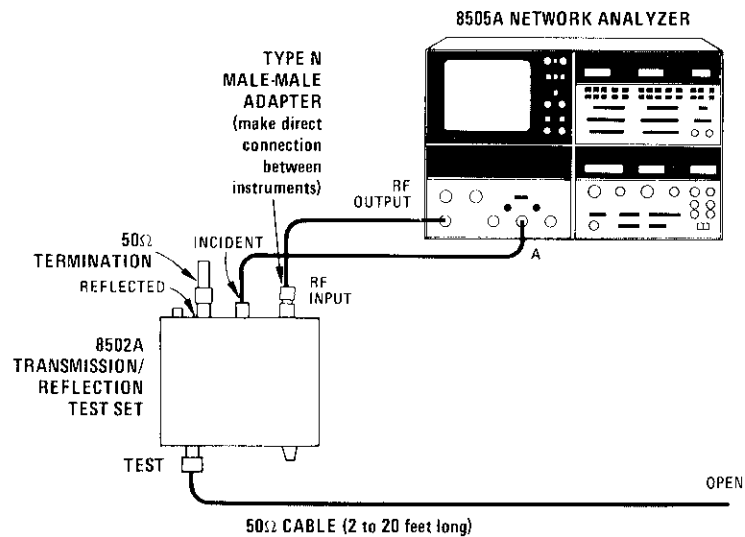 8505A NETWORK ANALYZER
TYPE N
MALE-MALE
ADAPTER
(make direct
connection
between
instruments)
RF
OUTPUT
A
50Ω
TERMINATION
INCIDENT
REFLECTED
RF
INPUT
8502A
TRANSMISSION/
REFLECTION
TEST SET
TEST
OPEN
50Ω CABLE (2 to 20 feet long)